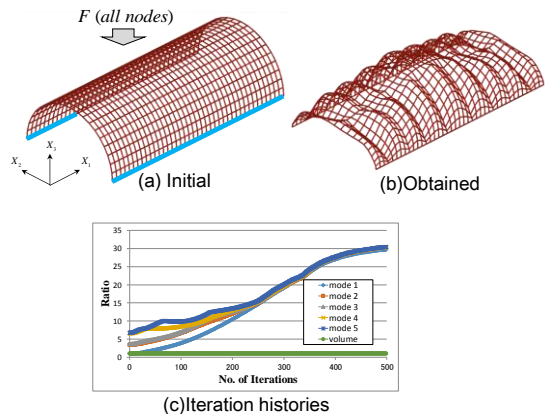 F (all nodes)
X3
X2
X1
(a) Initial
(b)Obtained
35
30
25
20
15
10
5
0
Ratio
mode 1
mode 2
mode 3
mode 4
mode 5
volume
0 100 200 300 400 500
No. of Iterations
(c)Iteration histories